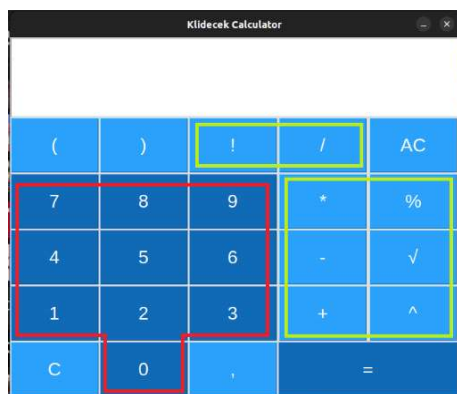 Klidecek Calculator
( ) ! / AC
7 8 9 * %
4 5 6 - √
1 2 3 + ^
C 0 , =